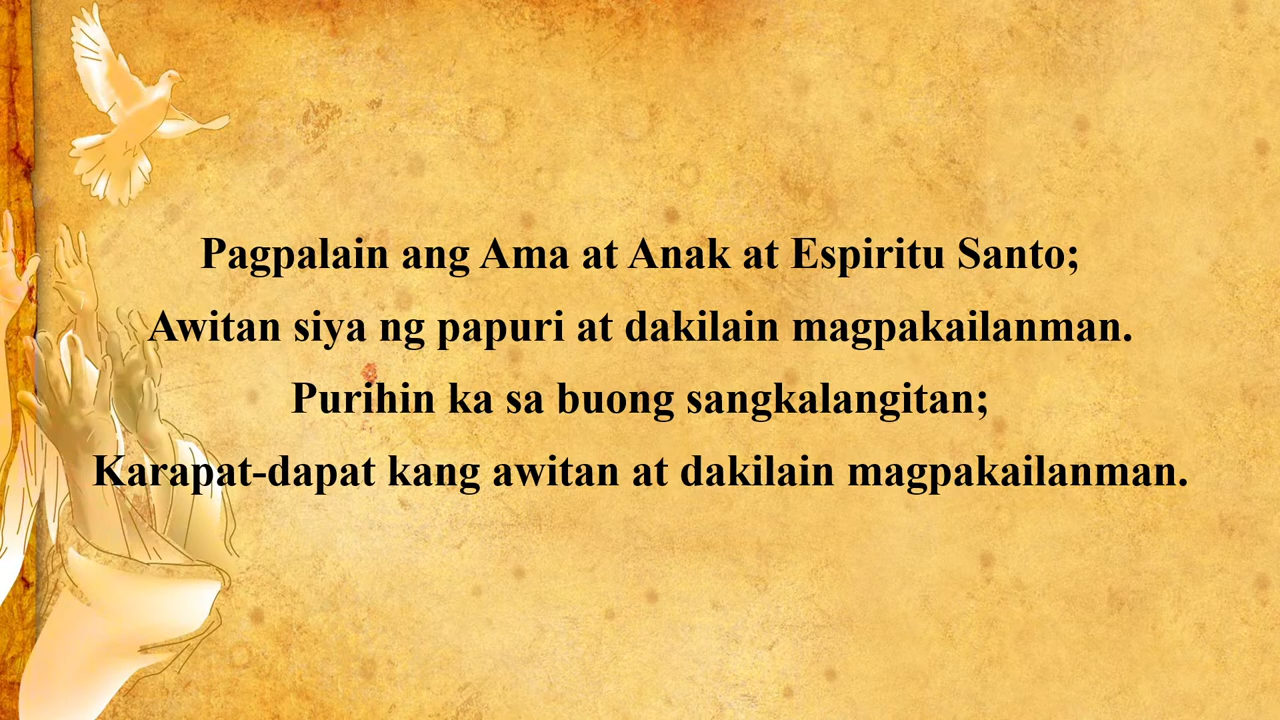 Pagpalain ang Ama at Anak at Espiritu Santo;
Awitan siya ng papuri at dakilain magpakailanman.
Purihin ka sa buong sangkalangitan;
Karapat-dapat kang awitan at dakilain magpakailanman.